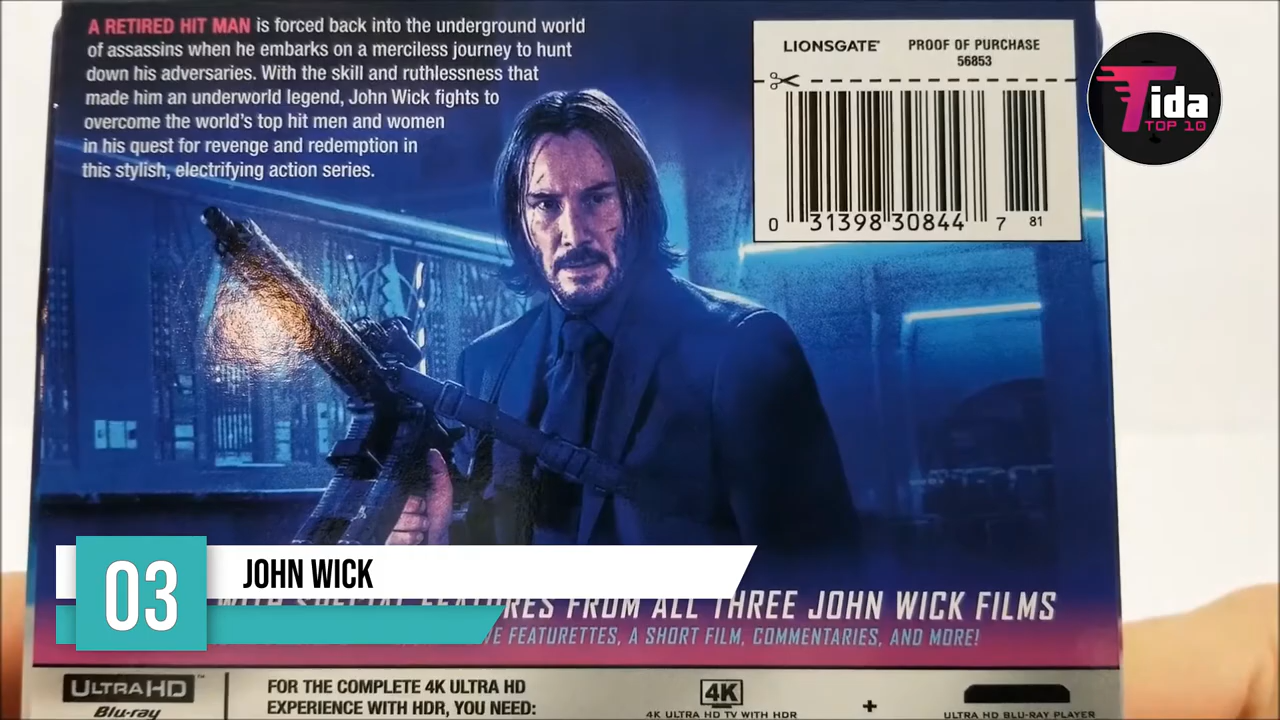 A RETIRED HIT MAN is forced back into the underground world
of assassins when he embarks on a merciless journey to hunt
down his adversaries. With the skill and ruthlessness that
made him an underworld legend, John Wick fights to
overcome the world's top hit men and women
in his quest for revenge and redemption in
this stylish, electrifying action series.
LIONSGATE
PROOF OF PURCHASE
56853
0 31398 30844 7 81
Tida
TOP 10
03
JOHN WICK
WITH SPECIAL FEATURES FROM ALL THREE JOHN WICK FILMS
FEATURETTES, A SHORT FILM, COMMENTARIES, AND MORE!
ULTRA HD
Blu-ray
FOR THE COMPLETE 4K ULTRA HD
EXPERIENCE WITH HDR, YOU NEED:
4K
4K ULTRA HD TV WITH HDR
+
ULTRA HD BLU-RAY PLAYER